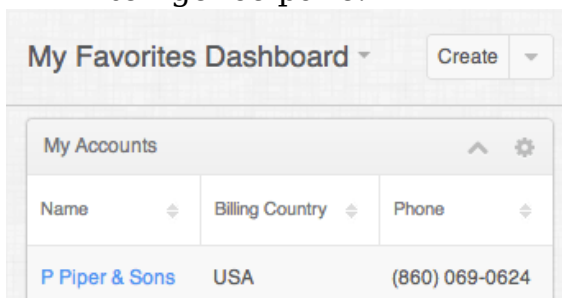 My Favorites Dashboard Create
My Accounts
Name Billing Country Phone
P Piper & Sons USA (860) 069-0624